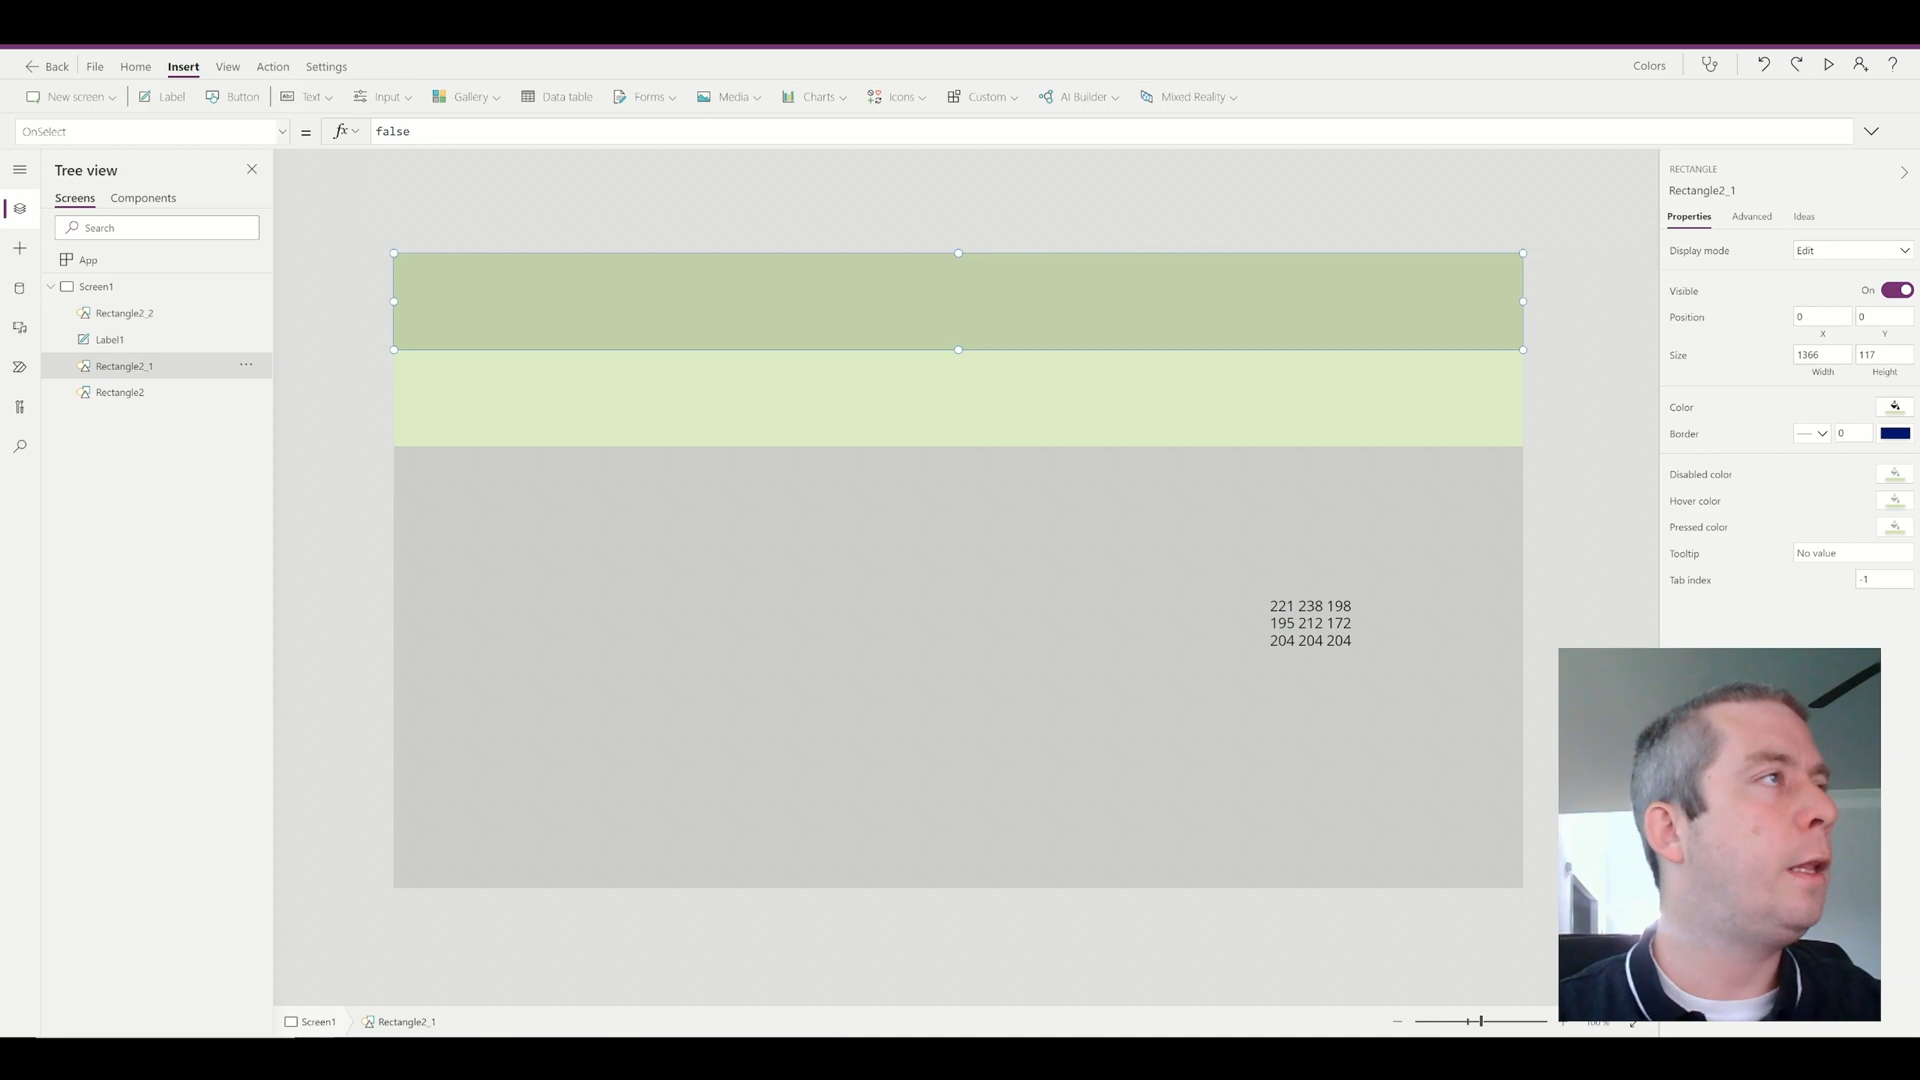 Back File Home Insert View Action Settings Colors ?
New screen Label Button Text Input Gallery Data table Forms Media Charts Icons Custom AI Builder Mixed Reality
OnSelect = fx false
Tree view
Screens Components
Search
App
Screen1
Rectangle2_2
Label1
Rectangle2_1 ...
Rectangle2
221 238 198
195 212 172
204 204 204
RECTANGLE
Rectangle2_1
Properties Advanced Ideas
Display mode Edit
Visible On
Position 0 0
X Y
Size 1366 117
Width Height
Color
Border 0
Disabled color
Hover color
Pressed color
Tooltip No value
Tab index -1
Screen1 Rectangle2_1